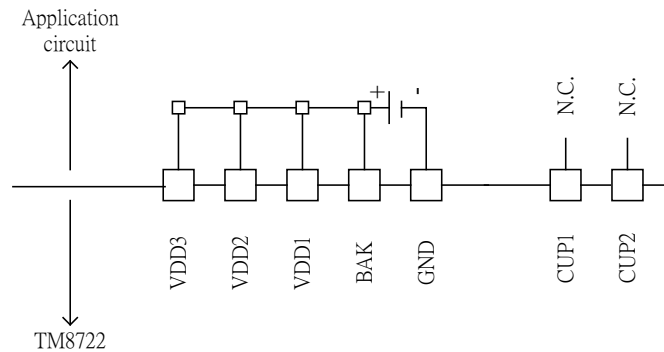 Application
circuit
+
-
N.C.
N.C.
VDD3
VDD2
VDD1
BAK
GND
CUP1
CUP2
TM8722